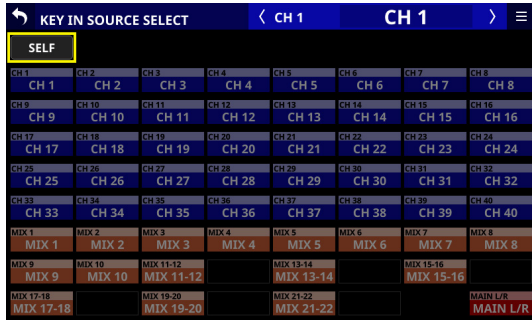 KEY IN SOURCE SELECT CH 1 CH 1
SELF
CH 1 CH 2 CH 3 CH 4 CH 5 CH 6 CH 7 CH 8
CH 1 CH 2 CH 3 CH 4 CH 5 CH 6 CH 7 CH 8
CH 9 CH 10 CH 11 CH 12 CH 13 CH 14 CH 15 CH 16
CH 9 CH 10 CH 11 CH 12 CH 13 CH 14 CH 15 CH 16
CH 17 CH 18 CH 19 CH 20 CH 21 CH 22 CH 23 CH 24
CH 17 CH 18 CH 19 CH 20 CH 21 CH 22 CH 23 CH 24
CH 25 CH 26 CH 27 CH 28 CH 29 CH 30 CH 31 CH 32
CH 25 CH 26 CH 27 CH 28 CH 29 CH 30 CH 31 CH 32
CH 33 CH 34 CH 35 CH 36 CH 37 CH 38 CH 39 CH 40
CH 33 CH 34 CH 35 CH 36 CH 37 CH 38 CH 39 CH 40
MIX 1 MIX 2 MIX 3 MIX 4 MIX 5 MIX 6 MIX 7 MIX 8
MIX 1 MIX 2 MIX 3 MIX 4 MIX 5 MIX 6 MIX 7 MIX 8
MIX 9 MIX 10 MIX 11-12 MIX 13-14 MIX 15-16
MIX 9 MIX 10 MIX 11-12 MIX 13-14 MIX 15-16
MIX 17-18 MIX 19-20 MIX 21-22 MAIN L/R
MIX 17-18 MIX 19-20 MIX 21-22 MAIN L/R